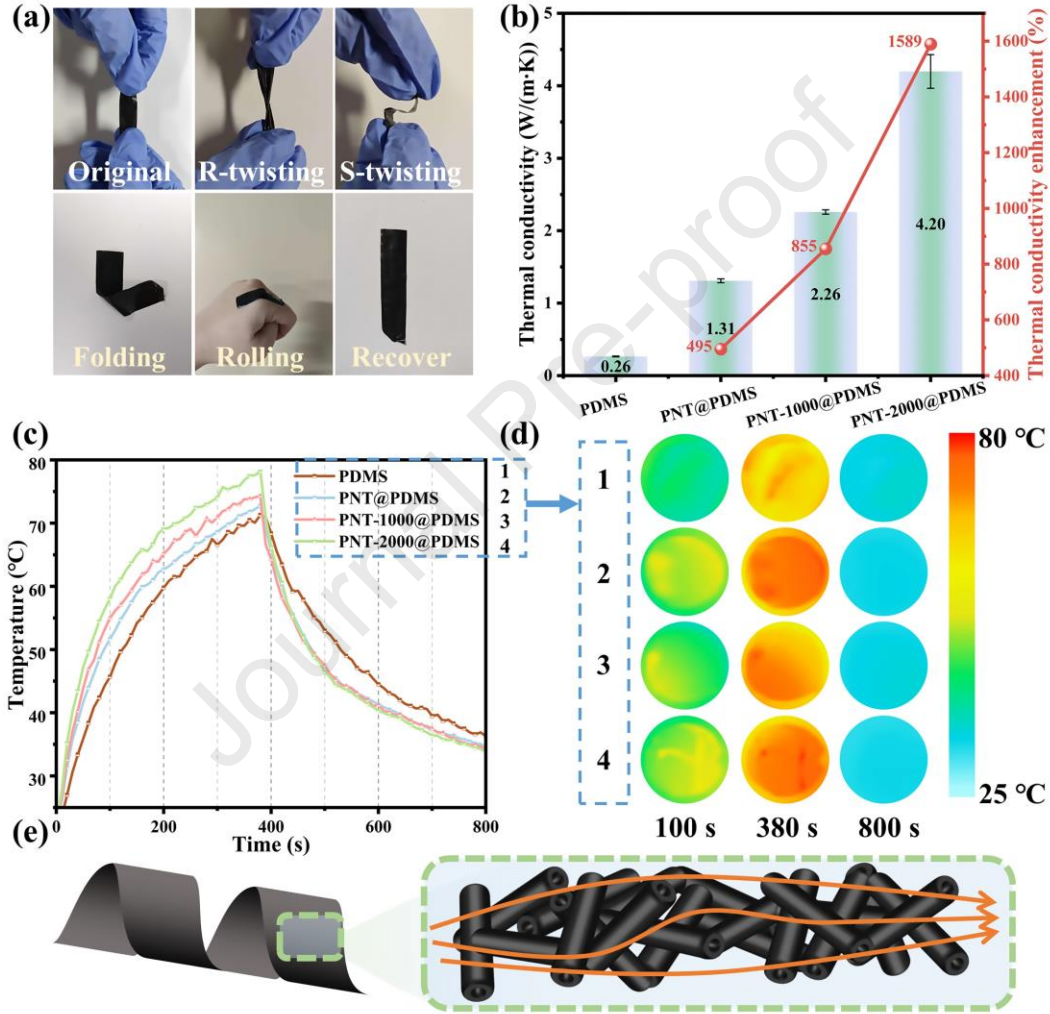 (a)
Original
R-twisting
S-twisting
Folding
Rolling
Recover
(b)
Thermal conductivity (W/(m·K))
5
4
3
2
1
0
0.26
1.31
2.26
4.20
495
855
1589
PDMS
PNT@PDMS
PNT-1000@PDMS
PNT-2000@PDMS
1600
1400
1200
1000
800
600
400
Thermal conductivity enhancement (%)
(c)
Temperature (°C)
80
70
60
50
40
30
0
200
400
600
800
Time (s)
PDMS 1
PNT@PDMS 2
PNT-1000@PDMS 3
PNT-2000@PDMS 4
(d)
1
2
3
4
100 s
380 s
800 s
80 °C
25 °C
(e)
Journal Pre-proof